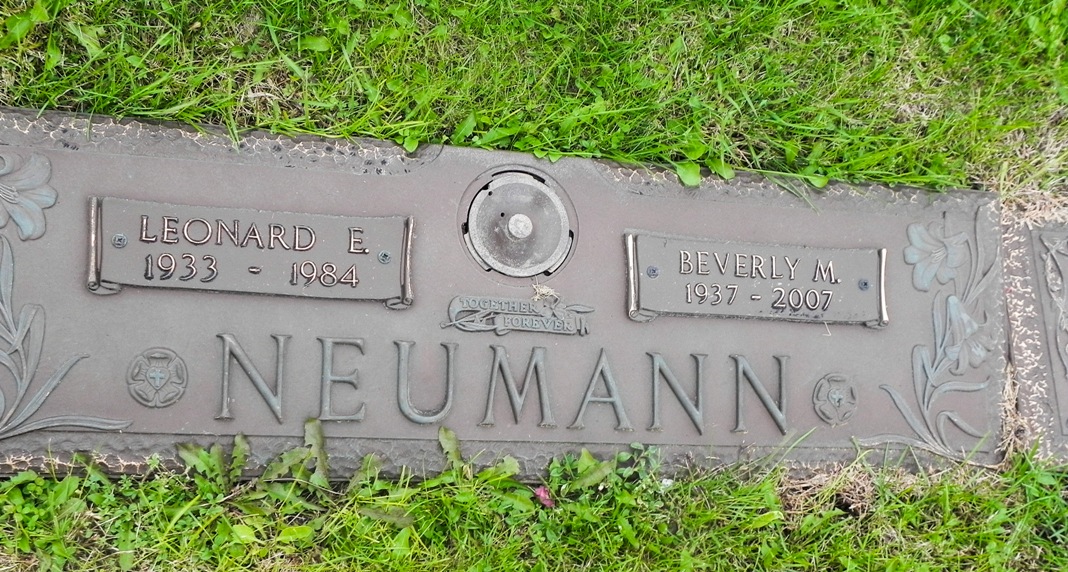 LEONARD E.
1933 - 1984
BEVERLY M.
1937 - 2007
TOGETHER
FOREVER
NEUMANN